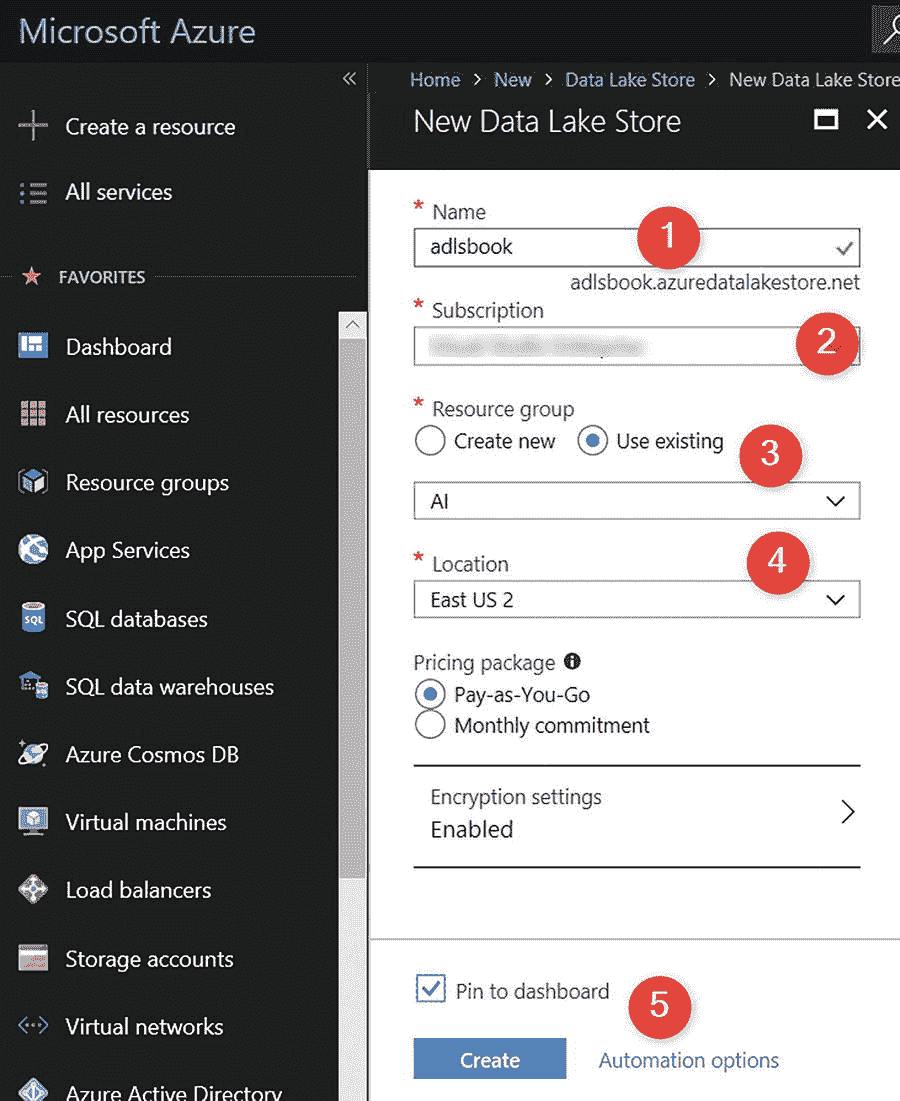 Microsoft Azure
Create a resource
All services
FAVORITES
Dashboard
All resources
Resource groups
App Services
SQL
SQL databases
SQL data warehouses
Azure Cosmos DB
Virtual machines
Load balancers
Storage accounts
Virtual networks
Azure Active Directory
Home > New > Data Lake Store > New Data Lake Store
New Data Lake Store
* Name
1
adlsbook
adlsbook.azuredatalakestore.net
* Subscription
2
* Resource group
Create new Use existing
3
AI
* Location
4
East US 2
Pricing package
Pay-as-You-Go
Monthly commitment
Encryption settings
Enabled
Pin to dashboard
5
Create Automation options